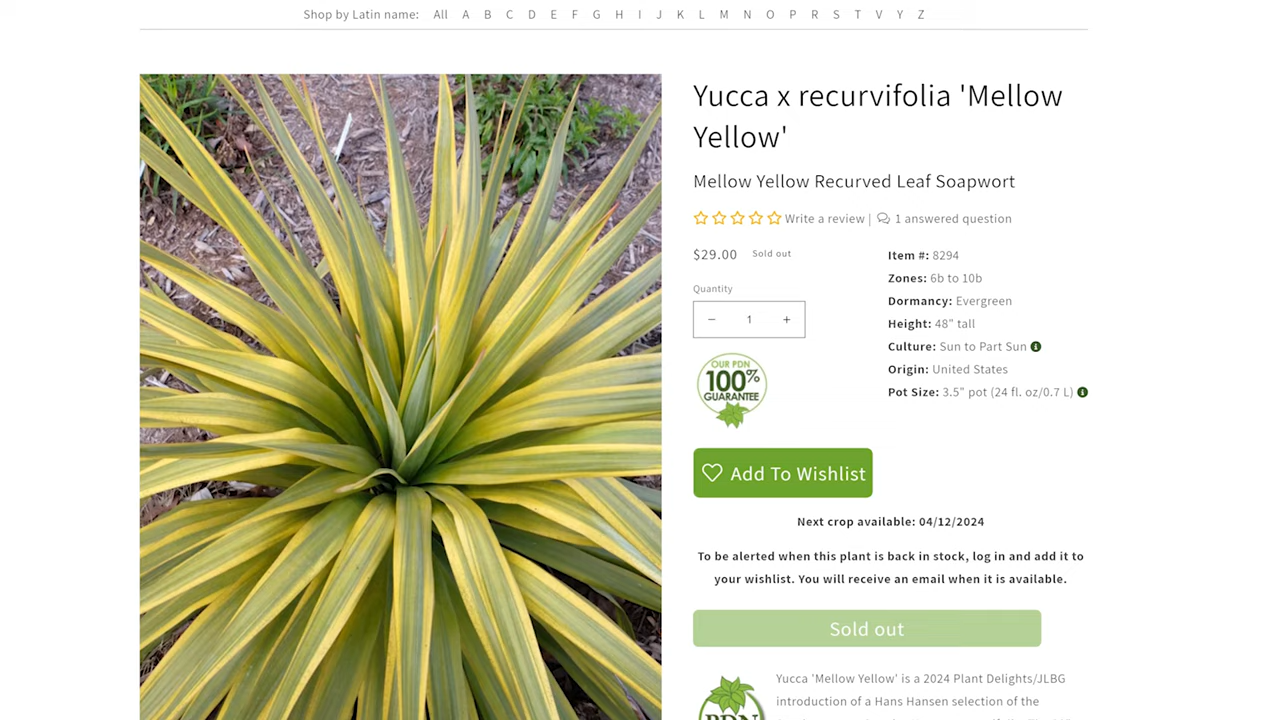 Shop by Latin name: All A B C D E F G H I J K L M N O P R S T V Y Z
Yucca x recurvifolia 'Mellow
Yellow'
Mellow Yellow Recurved Leaf Soapwort
Write a review | 1 answered question
$29.00 Sold out
Quantity
− 1 +
Item #: 8294
Zones: 6b to 10b
Dormancy: Evergreen
Height: 48" tall
Culture: Sun to Part Sun
Origin: United States
Pot Size: 3.5" pot (24 fl. oz/0.7 L)
OUR PDN
100%
GUARANTEE
Add To Wishlist
Next crop available: 04/12/2024
To be alerted when this plant is back in stock, log in and add it to
your wishlist. You will receive an email when it is available.
Sold out
Yucca 'Mellow Yellow' is a 2024 Plant Delights/JLBG
introduction of a Hans Hansen selection of the
PDN